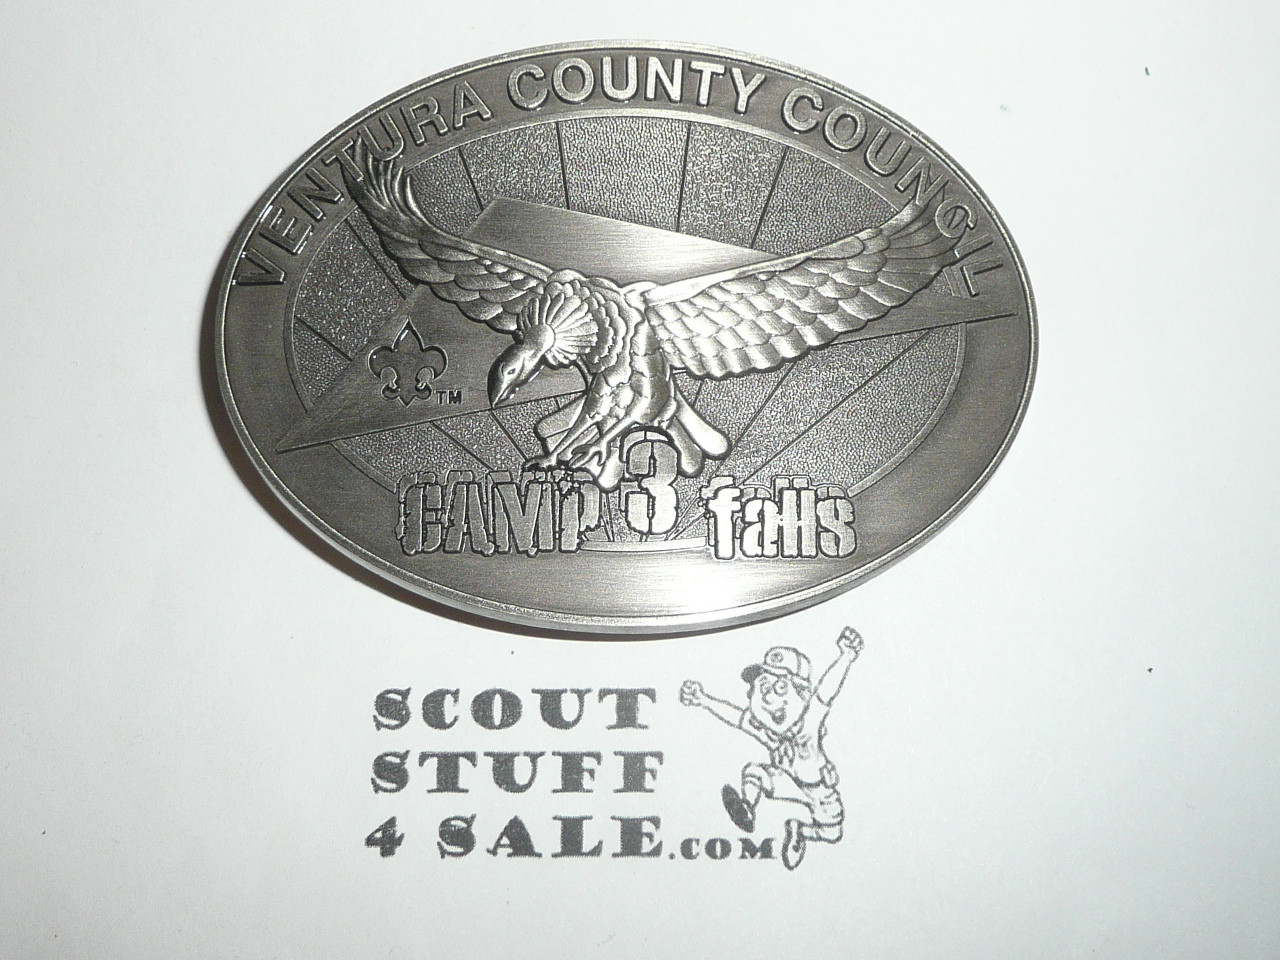 VENTURA COUNTY COUNCIL
TM
CAMP 3 falls
SCOUT
STUFF
4 SALE.COM